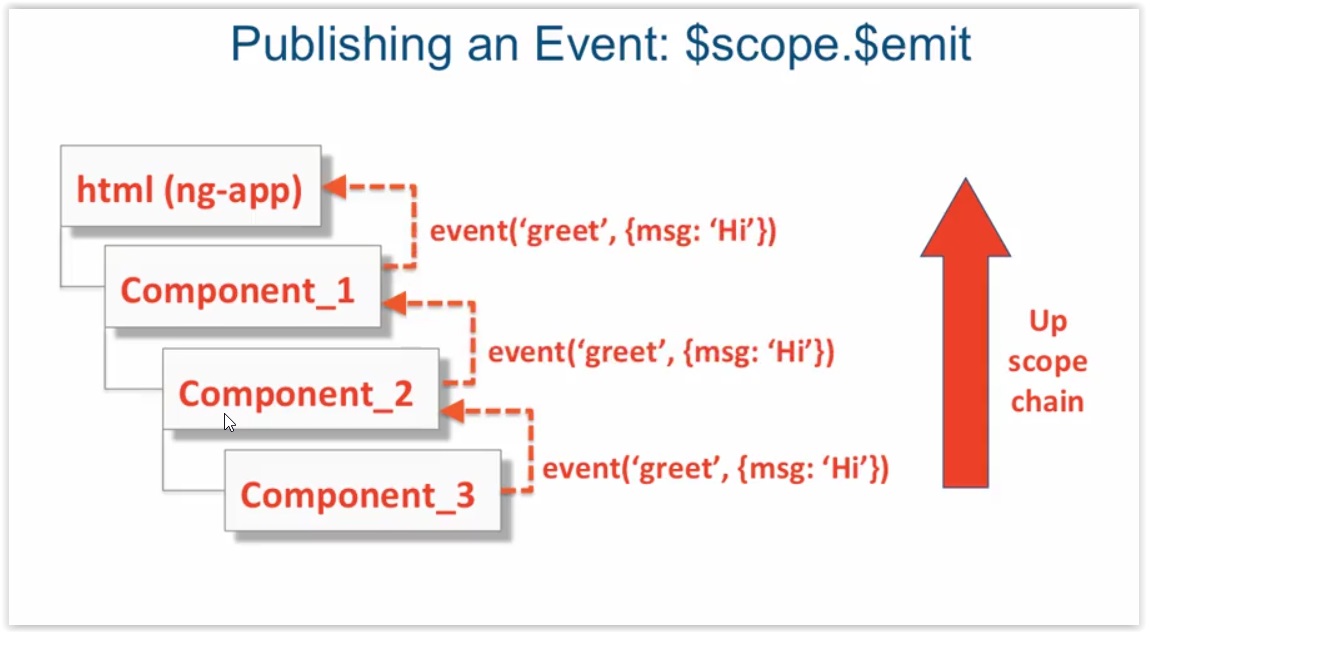 Publishing an Event: $scope.$emit
html (ng-app)
event(‘greet’, {msg: ‘Hi’})
Component_1
event(‘greet’, {msg: ‘Hi’})
Component_2
event(‘greet’, {msg: ‘Hi’})
Component_3
Up
scope
chain